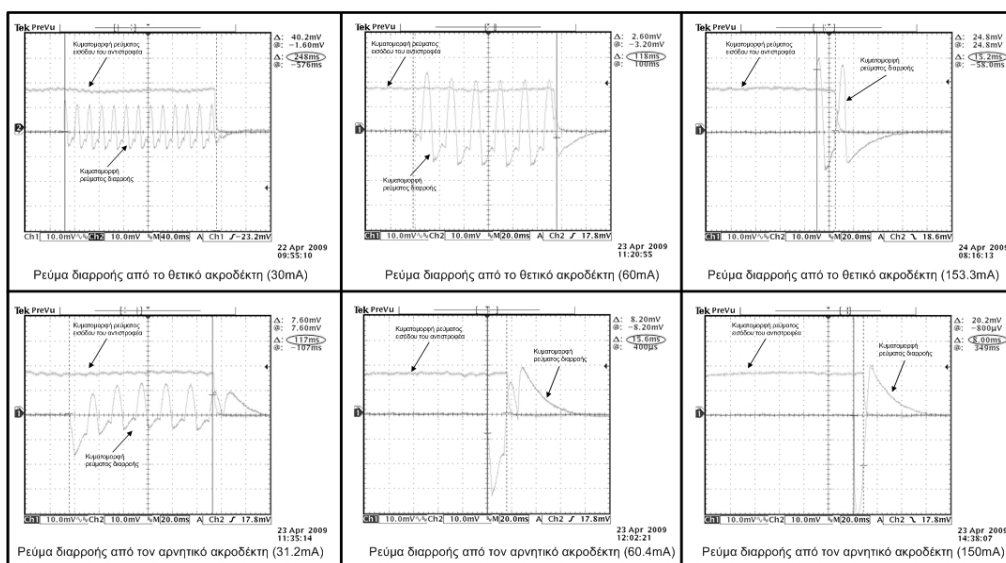 Tek PreVu
Δ: 40.2mV
@: −1.60mV
Δ: 248ms
@: −576ms
Κυματομορφή ρεύματος
εισόδου του αντιστροφέα
2
Κυματομορφή
ρεύματος διαρροής
Ch1 10.0mV Ch2 10.0mV M 40.0ms A Ch1 −23.2mV
22 Apr 2009
09:55:10
Ρεύμα διαρροής από το θετικό ακροδέκτη (30mA)
Tek PreVu
Δ: 2.60mV
@: −3.20mV
Δ: 118ms
@: 100ms
Κυματομορφή ρεύματος
εισόδου του αντιστροφέα
1
Κυματομορφή
ρεύματος διαρροής
Ch1 10.0mV Ch2 10.0mV M 20.0ms A Ch2 17.8mV
23 Apr 2009
11:20:55
Ρεύμα διαρροής από το θετικό ακροδέκτη (60mA)
Tek PreVu
Δ: 24.8mV
@: 24.8mV
Δ: 15.2ms
@: −58.0ms
Κυματομορφή ρεύματος
εισόδου του αντιστροφέα
Κυματομορφή
ρεύματος διαρροής
1
Ch1 10.0mV Ch2 10.0mV M 20.0ms A Ch2 18.6mV
24 Apr 2009
08:16:13
Ρεύμα διαρροής από το θετικό ακροδέκτη (153.3mA)
Tek PreVu
Δ: 7.60mV
@: 7.60mV
Δ: 117ms
@: −107ms
Κυματομορφή ρεύματος
εισόδου του αντιστροφέα
1
Κυματομορφή
ρεύματος διαρροής
Ch1 10.0mV Ch2 10.0mV M 20.0ms A Ch2 17.8mV
23 Apr 2009
11:35:14
Ρεύμα διαρροής από τον αρνητικό ακροδέκτη (31.2mA)
Tek PreVu
Δ: 8.20mV
@: −8.20mV
Δ: 15.6ms
@: 400μs
Κυματομορφή ρεύματος
εισόδου του αντιστροφέα
Κυματομορφή
ρεύματος διαρροής
1
Ch1 10.0mV Ch2 10.0mV M 20.0ms A Ch2 17.8mV
23 Apr 2009
12:02:21
Ρεύμα διαρροής από τον αρνητικό ακροδέκτη (60.4mA)
Tek PreVu
Δ: 20.2mV
@: −800μV
Δ: 8.00ms
@: 349ms
Κυματομορφή ρεύματος
εισόδου του αντιστροφέα
Κυματομορφή
ρεύματος διαρροής
1
Ch1 10.0mV Ch2 10.0mV M 20.0ms A Ch2 17.8mV
23 Apr 2009
14:38:07
Ρεύμα διαρροής από τον αρνητικό ακροδέκτη (150mA)